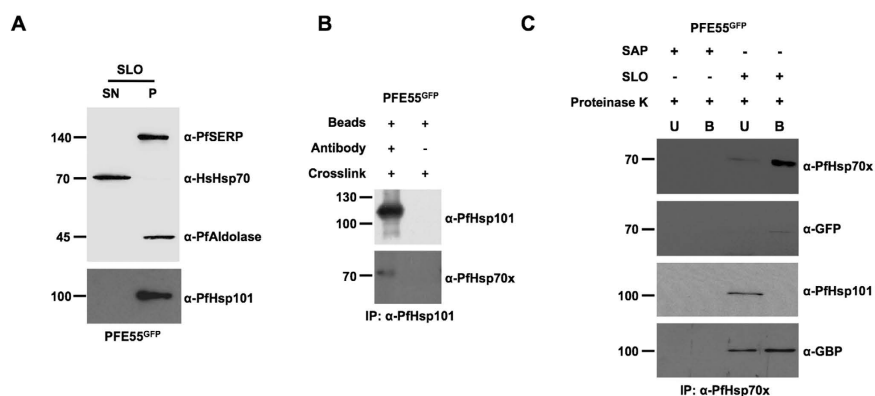 A
SLO
SN P
140 α-PfSERP
70 α-HsHsp70
45 α-PfAldolase
100 α-PfHsp101
PFE55GFP
B
PFE55GFP
Beads + +
Antibody + -
Crosslink + +
130
100
α-PfHsp101
70 α-PfHsp70x
IP: α-PfHsp101
C
PFE55GFP
SAP + + - -
SLO - - + +
Proteinase K + + + +
U B U B
70 α-PfHsp70x
70 α-GFP
100 α-PfHsp101
100 α-GBP
IP: α-PfHsp70x